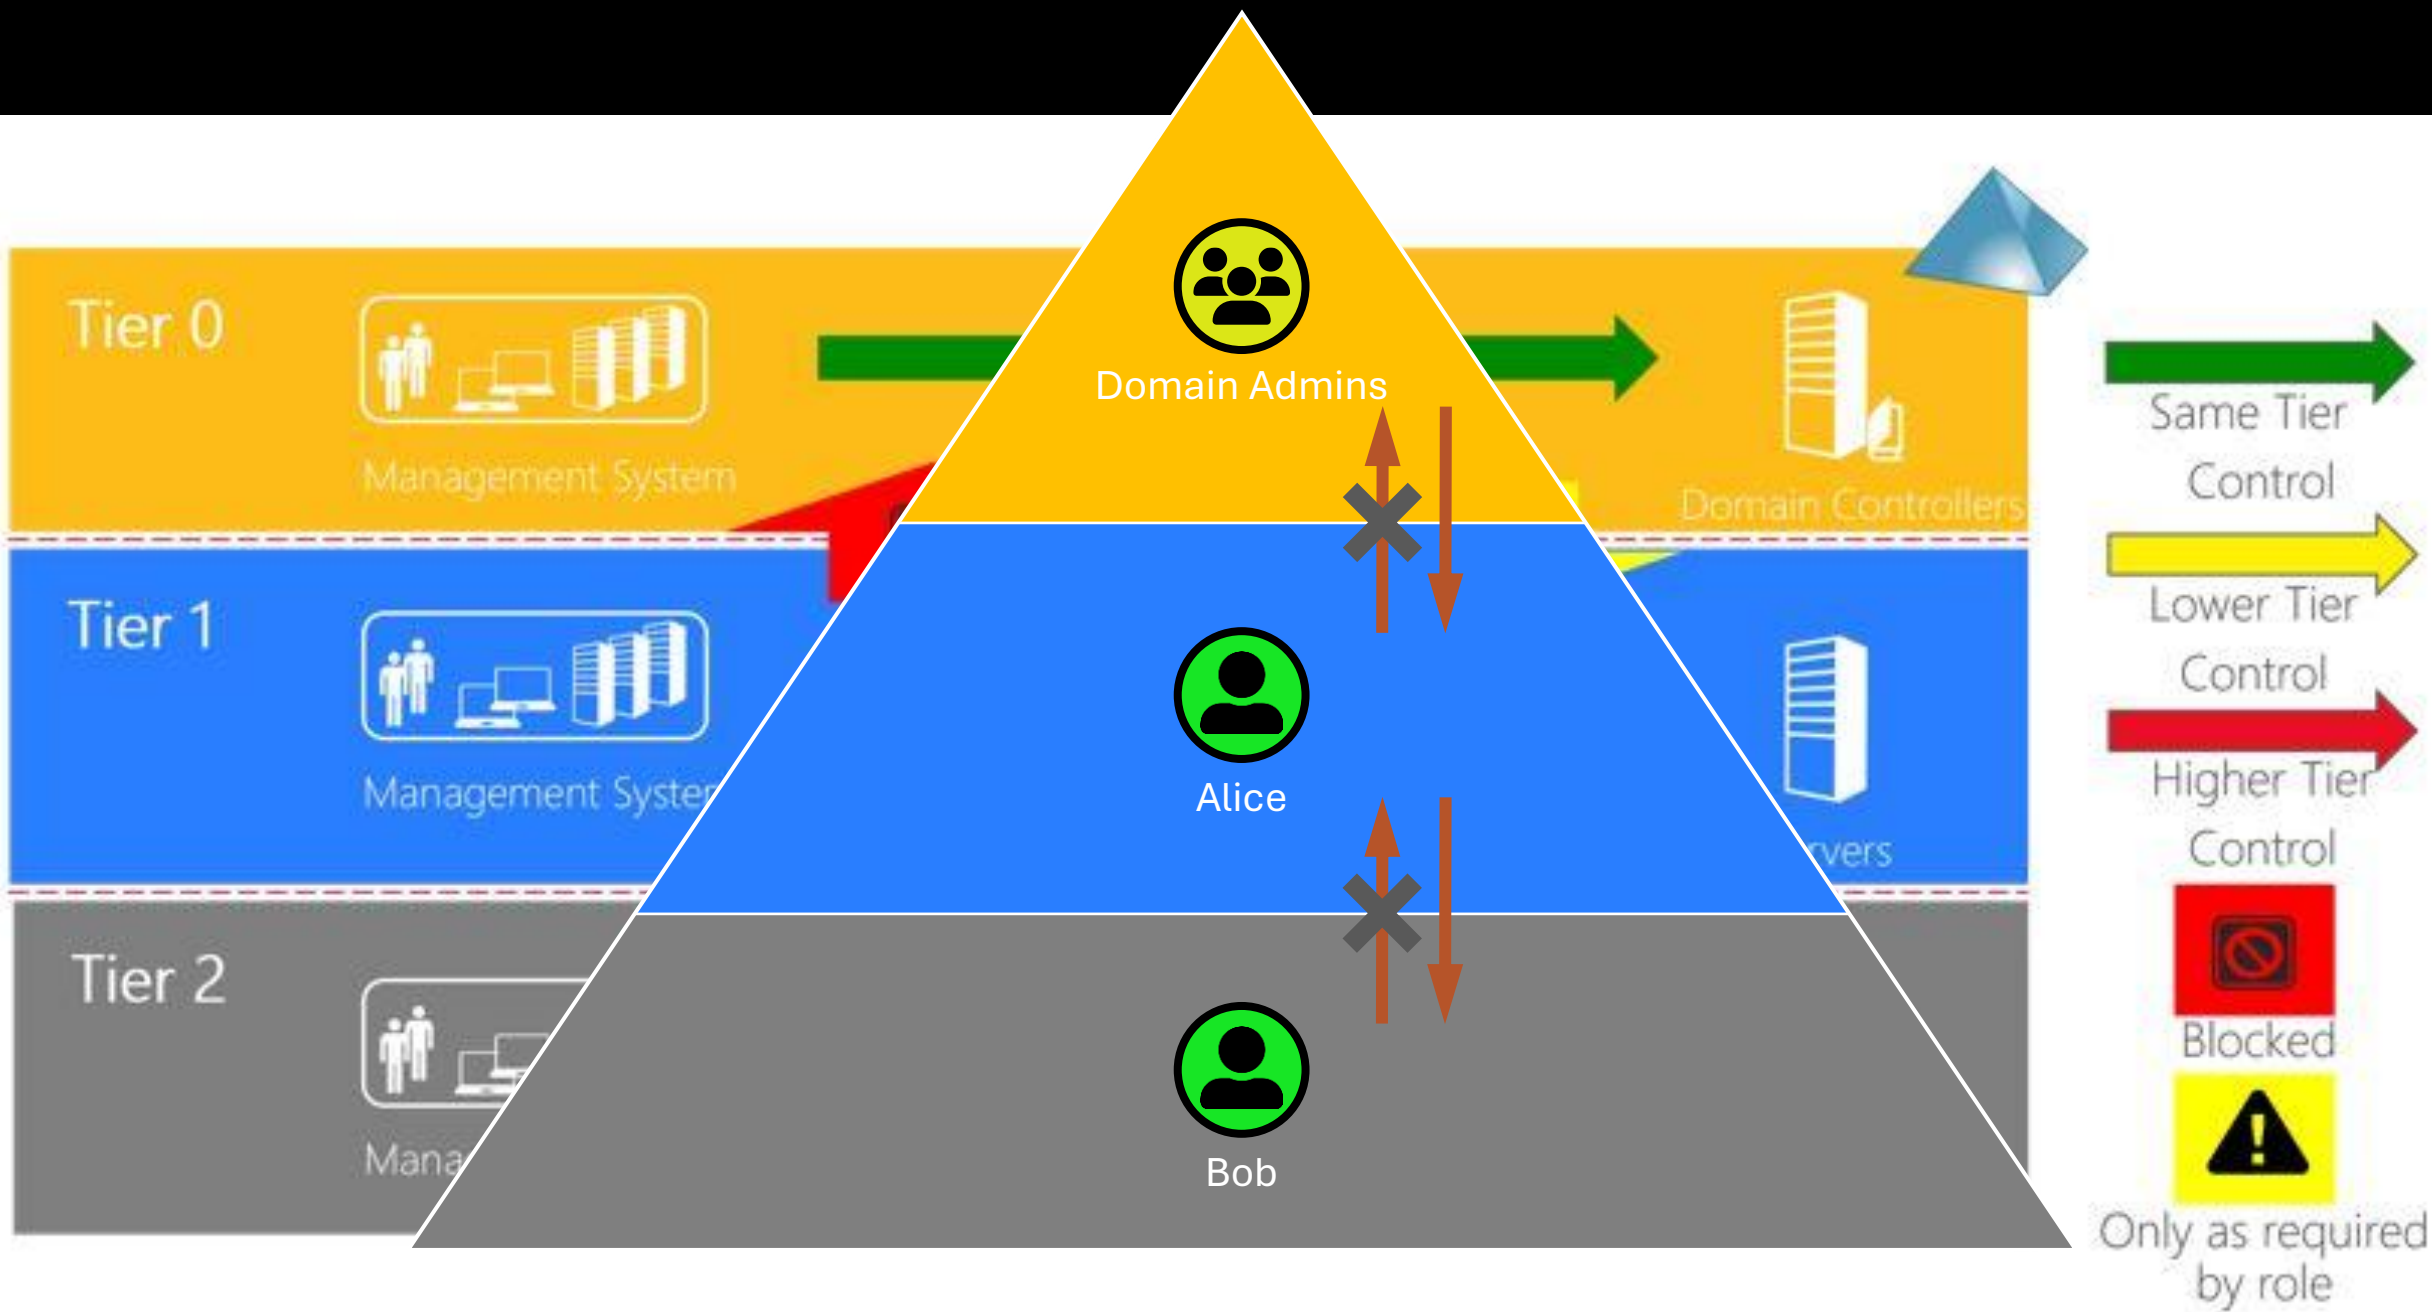 Tier 0
Management System
Domain Admins
Domain Controllers
Tier 1
Management Syster
Alice
rvers
Tier 2
Mana
Bob
Same Tier
Control
Lower Tier
Control
Higher Tier
Control
Blocked
Only as required
by role